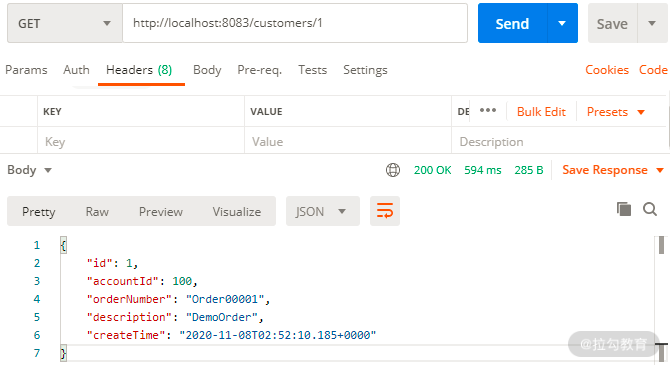 GET http://localhost:8083/customers/1 Send Save
Params Auth Headers (8) Body Pre-req. Tests Settings Cookies Code
KEY VALUE DE ••• Bulk Edit Presets
Key Value Description
Body 200 OK 594 ms 285 B Save Response
Pretty Raw Preview Visualize JSON
1 {
2 "id": 1,
3 "accountId": 100,
4 "orderNumber": "Order00001",
5 "description": "DemoOrder",
6 "createTime": "2020-11-08T02:52:10.185+0000"
7 }
@拉勾教育